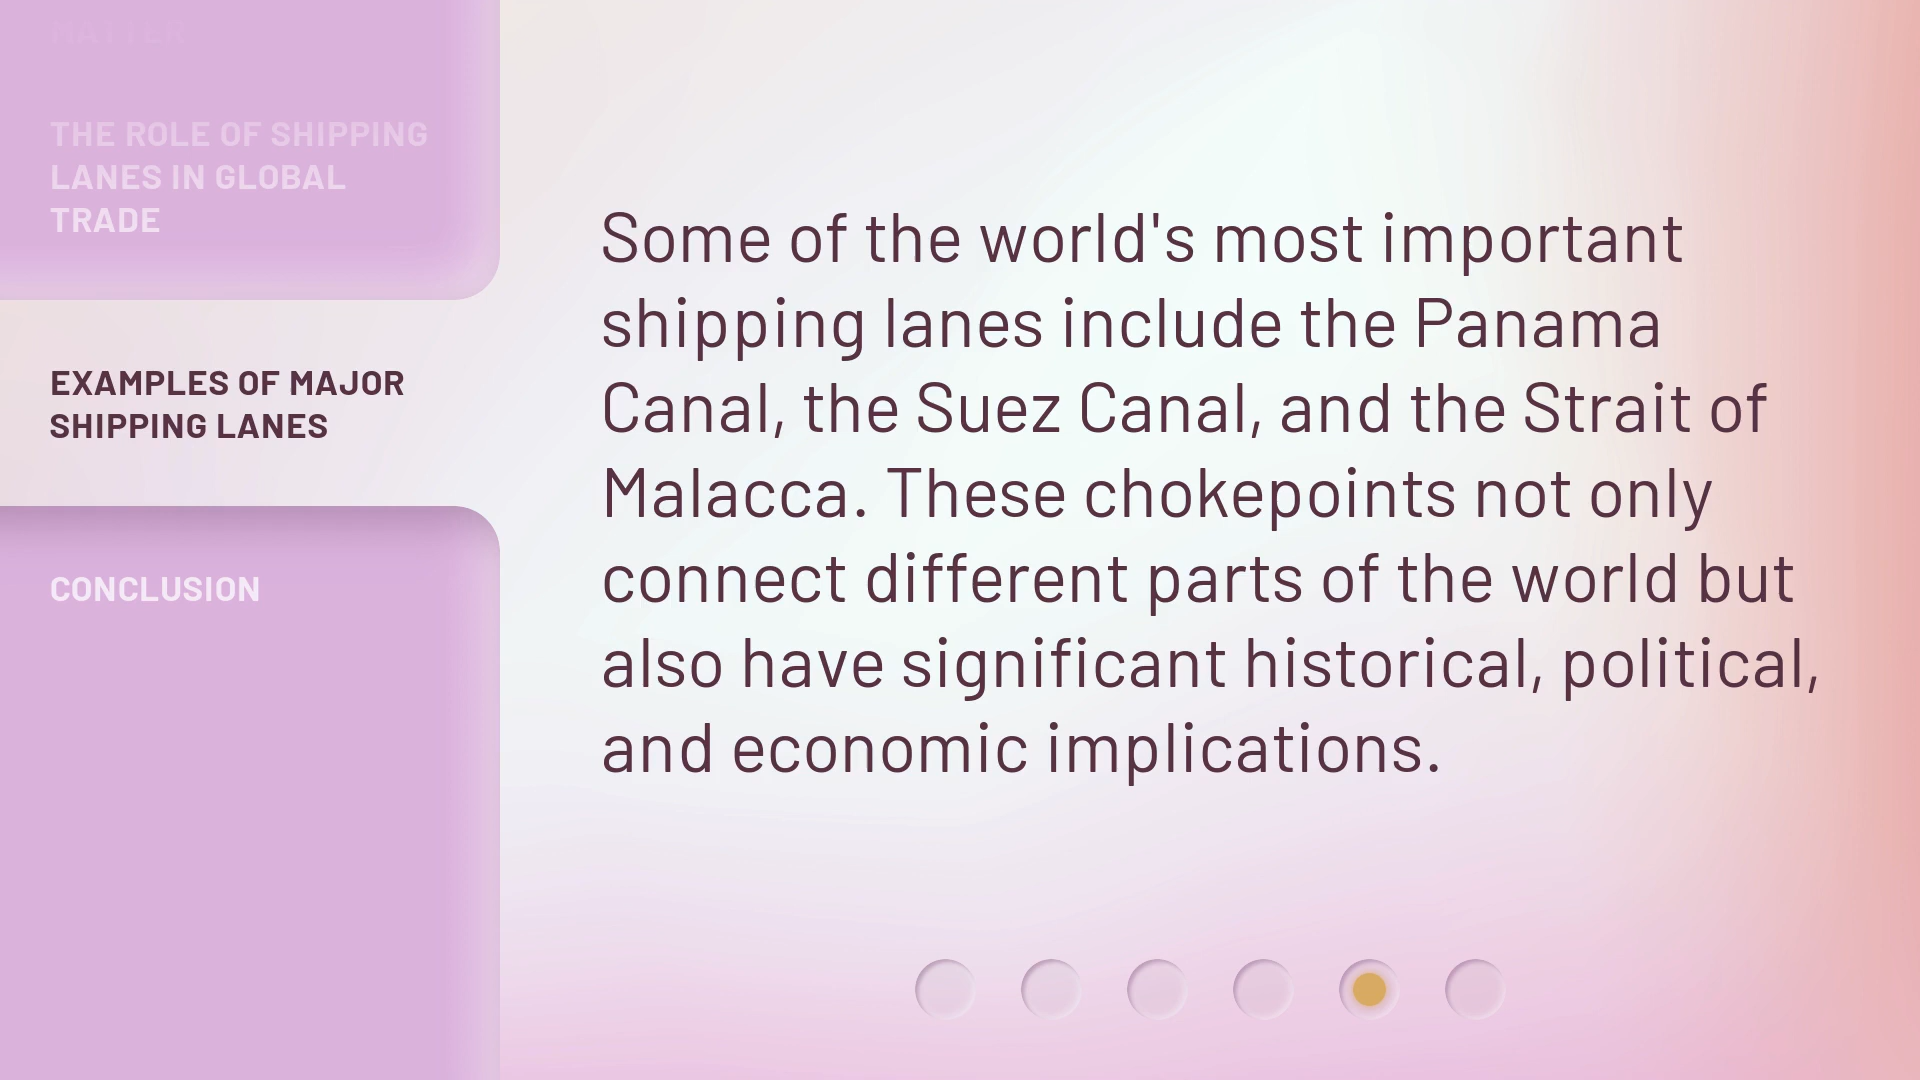 MATTER
THE ROLE OF SHIPPING
LANES IN GLOBAL
TRADE
EXAMPLES OF MAJOR
SHIPPING LANES
CONCLUSION
Some of the world's most important
shipping lanes include the Panama
Canal, the Suez Canal, and the Strait of
Malacca. These chokepoints not only
connect different parts of the world but
also have significant historical, political,
and economic implications.